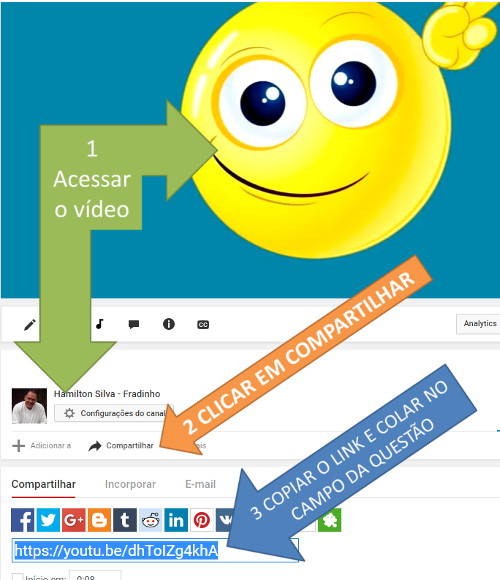 1
Acessar
o vídeo
CC
Analytics
2 CLICAR EM COMPARTILHAR
Hamilton Silva - Fradinho
Configurações do canal
Adicionar a
Compartilhar
3 COPIAR O LINK E COLAR NO
CAMPO DA QUESTÃO
Compartilhar
Incorporar
E-mail
https://youtu.be/dhToIZg4khA
Início em:
0:08